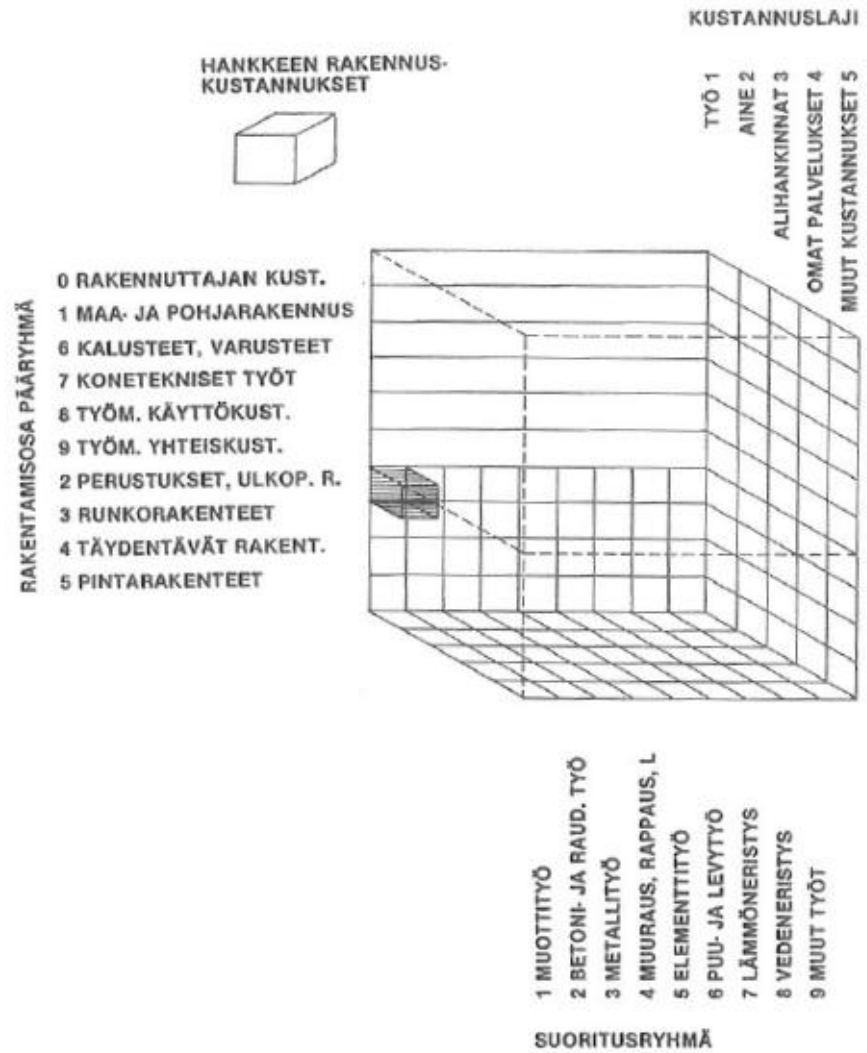 KUSTANNUSLAJI
HANKKEEN RAKENNUS-
KUSTANNUKSET
TYÖ 1
AINE 2
ALIHANKINNAT 3
OMAT PALVELUKSET 4
MUUT KUSTANNUKSET 5
RAKENTAMISOSA PÄÄRYHMÄ
0 RAKENNUTTAJAN KUST.
1 MAA- JA POHJARAKENNUS
6 KALUSTEET, VARUSTEET
7 KONETEKNISET TYÖT
8 TYÖM. KÄYTTÖKUST.
9 TYÖM. YHTEISKUST.
2 PERUSTUKSET, ULKOP. R.
3 RUNKORAKENTEET
4 TÄYDENTÄVÄT RAKENT.
5 PINTARAKENTEET
1 MUOTTITYÖ
2 BETONI- JA RAUD. TYÖ
3 METALLITYÖ
4 MUURAUS, RAPPAUS, L
5 ELEMENTTITYÖ
6 PUU- JA LEVYTYÖ
7 LÄMMÖNERISTYS
8 VEDENERISTYS
9 MUUT TYÖT
SUORITUSRYHMÄ